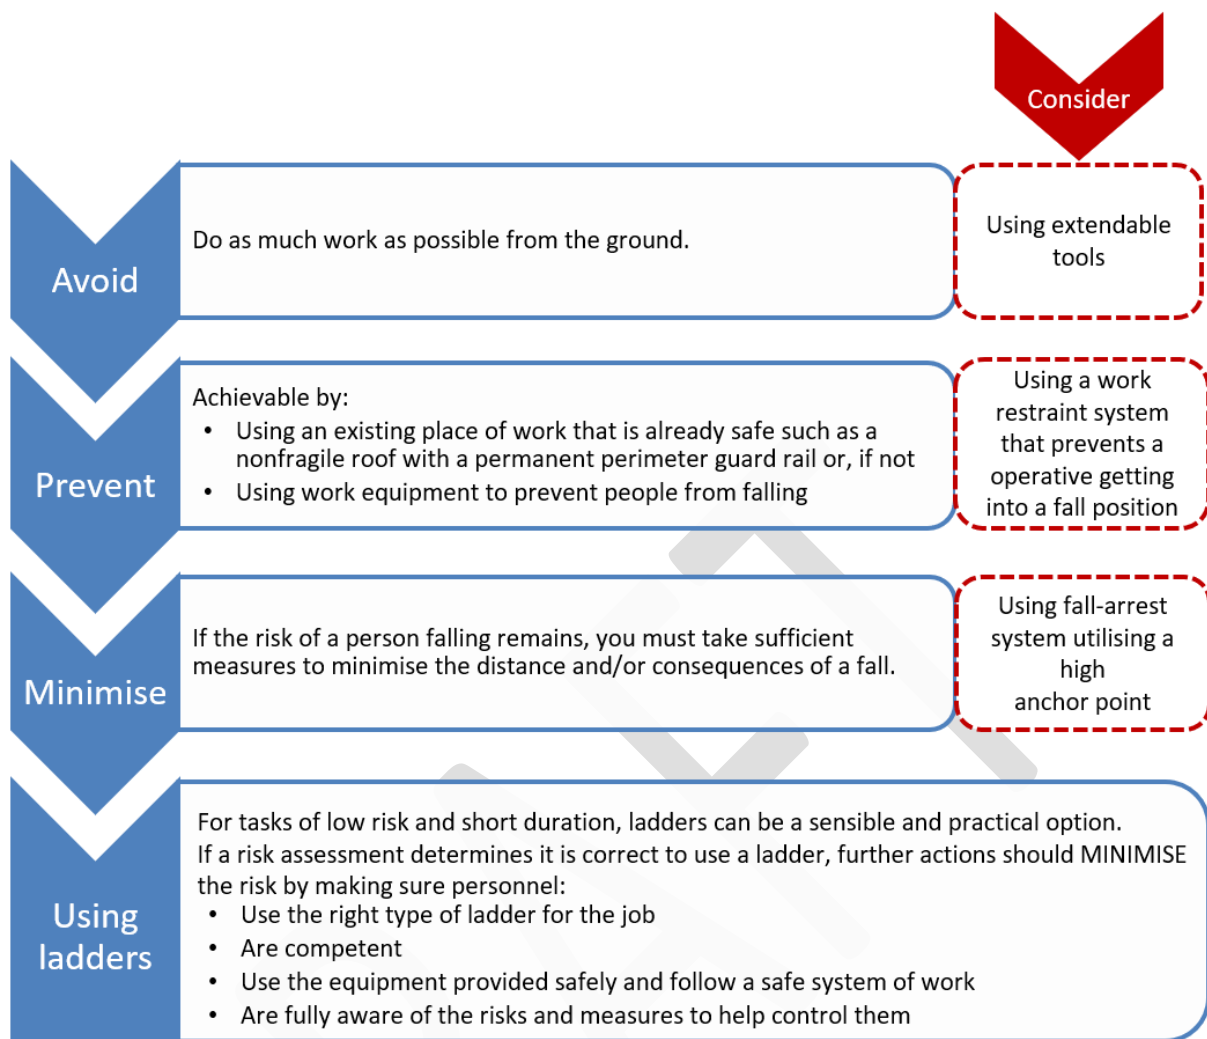 Consider
Avoid
Do as much work as possible from the ground.
Using extendable
tools
Prevent
Achievable by:
• Using an existing place of work that is already safe such as a
nonfragile roof with a permanent perimeter guard rail or, if not
• Using work equipment to prevent people from falling
Using a work
restraint system
that prevents a
operative getting
into a fall position
Minimise
If the risk of a person falling remains, you must take sufficient
measures to minimise the distance and/or consequences of a fall.
Using fall-arrest
system utilising a
high
anchor point
Using
ladders
For tasks of low risk and short duration, ladders can be a sensible and practical option.
If a risk assessment determines it is correct to use a ladder, further actions should MINIMISE
the risk by making sure personnel:
• Use the right type of ladder for the job
• Are competent
• Use the equipment provided safely and follow a safe system of work
• Are fully aware of the risks and measures to help control them